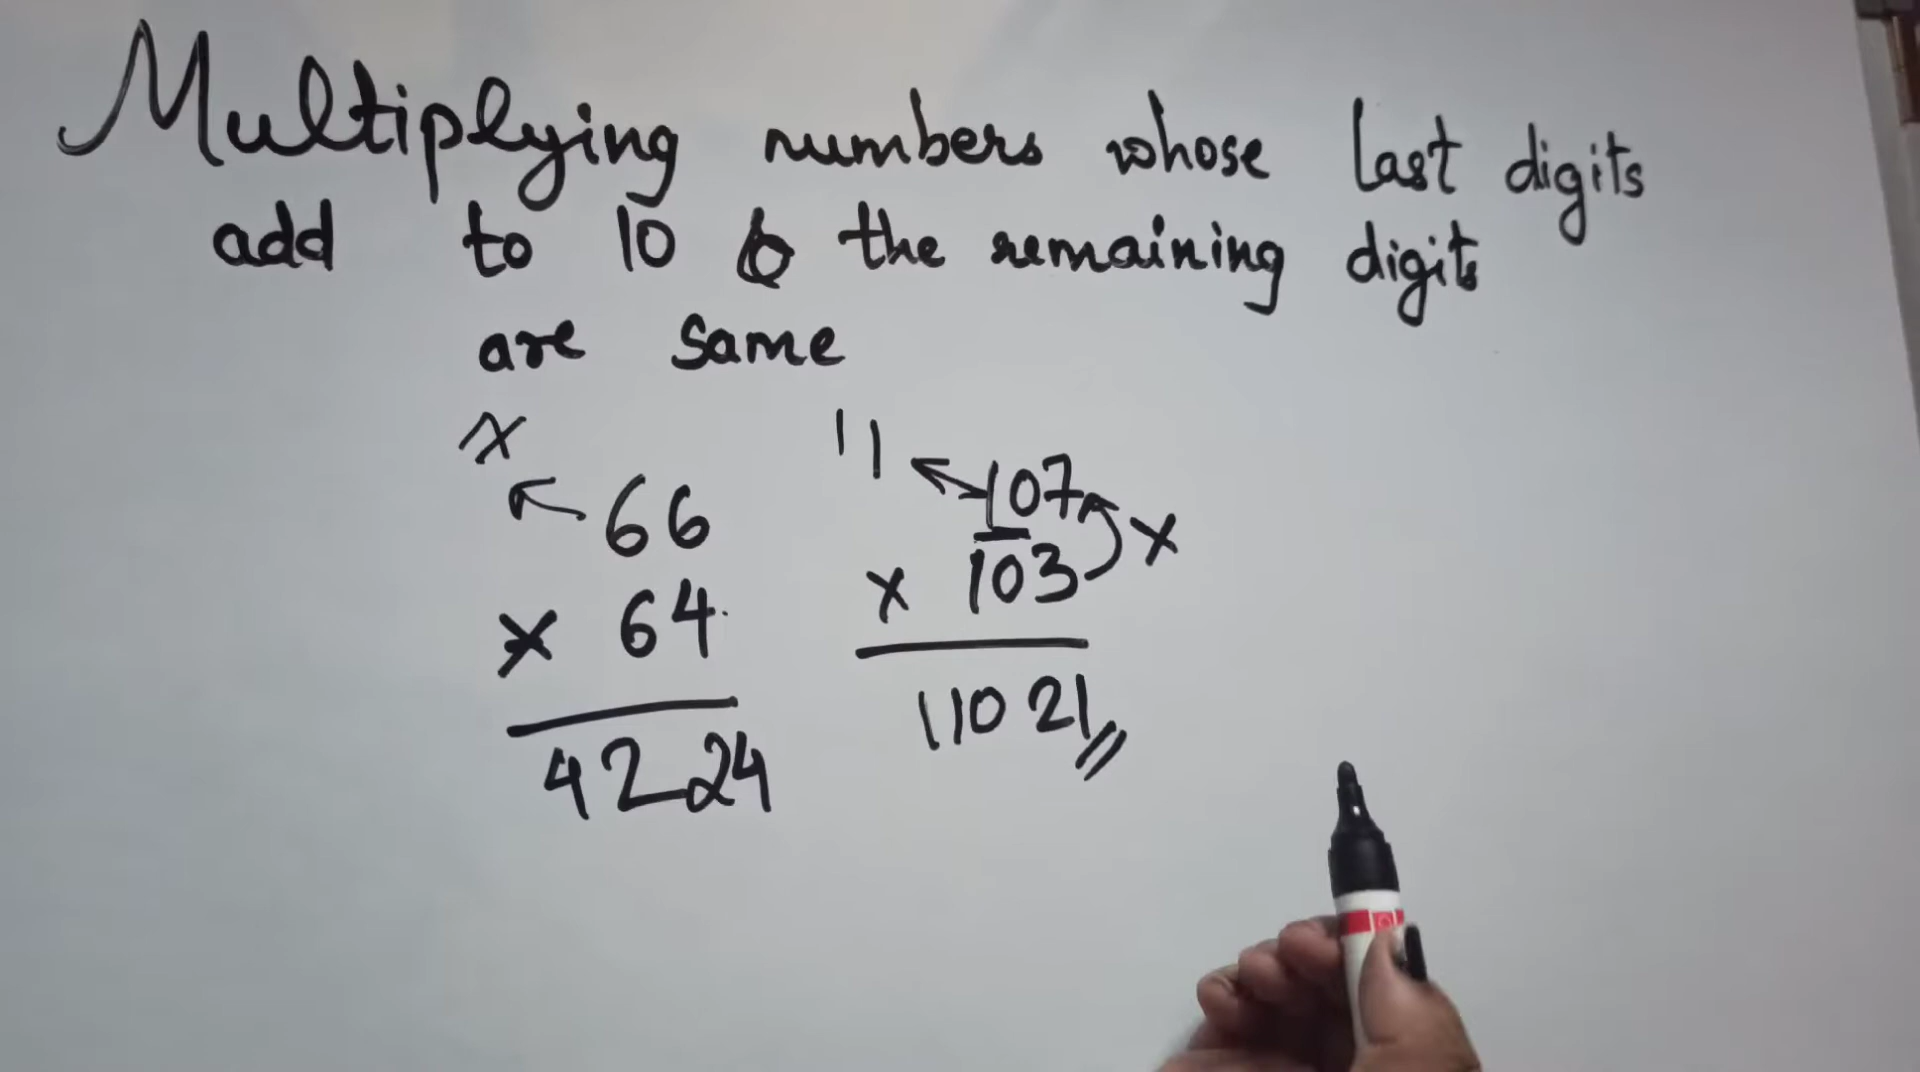 Multiplying numbers whose last digits
add to 10 & the remaining digits
are same
66
× 64
4224
11
107
× 103
×
11021